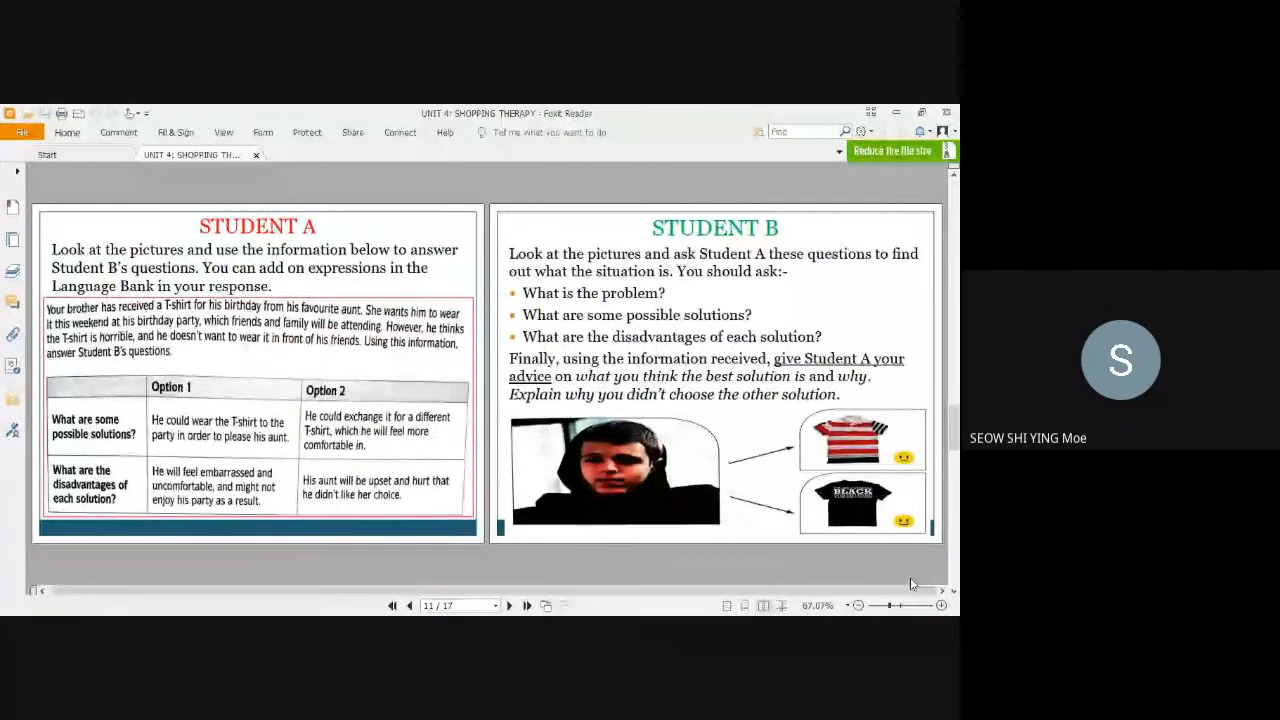 UNIT 4: SHOPPING THERAPY - Foxit Reader
File Home Comment Fill & Sign View Form Protect Share Connect Help Tell me what you want to do Find
Start UNIT 4: SHOPPING TH... Reduce the file size
STUDENT A
Look at the pictures and use the information below to answer
Student B's questions. You can add on expressions in the
Language Bank in your response.
Your brother has received a T-shirt for his birthday from his favourite aunt. She wants him to wear
it this weekend at his birthday party, which friends and family will be attending. However, he thinks
the T-shirt is horrible, and he doesn't want to wear it in front of his friends. Using this information,
answer Student B's questions.
Option 1 Option 2
What are some
possible solutions?
He could wear the T-shirt to the
party in order to please his aunt.
He could exchange it for a different
T-shirt, which he will feel more
comfortable in.
What are the
disadvantages of
each solution?
He will feel embarrassed and
uncomfortable, and might not
enjoy his party as a result.
His aunt will be upset and hurt that
he didn't like her choice.
STUDENT B
Look at the pictures and ask Student A these questions to find
out what the situation is. You should ask:-
▪ What is the problem?
▪ What are some possible solutions?
▪ What are the disadvantages of each solution?
Finally, using the information received, give Student A your
advice on what you think the best solution is and why.
Explain why you didn't choose the other solution.
BLACK
11 / 17
67.07%
S
SEOW SHI YING Moe